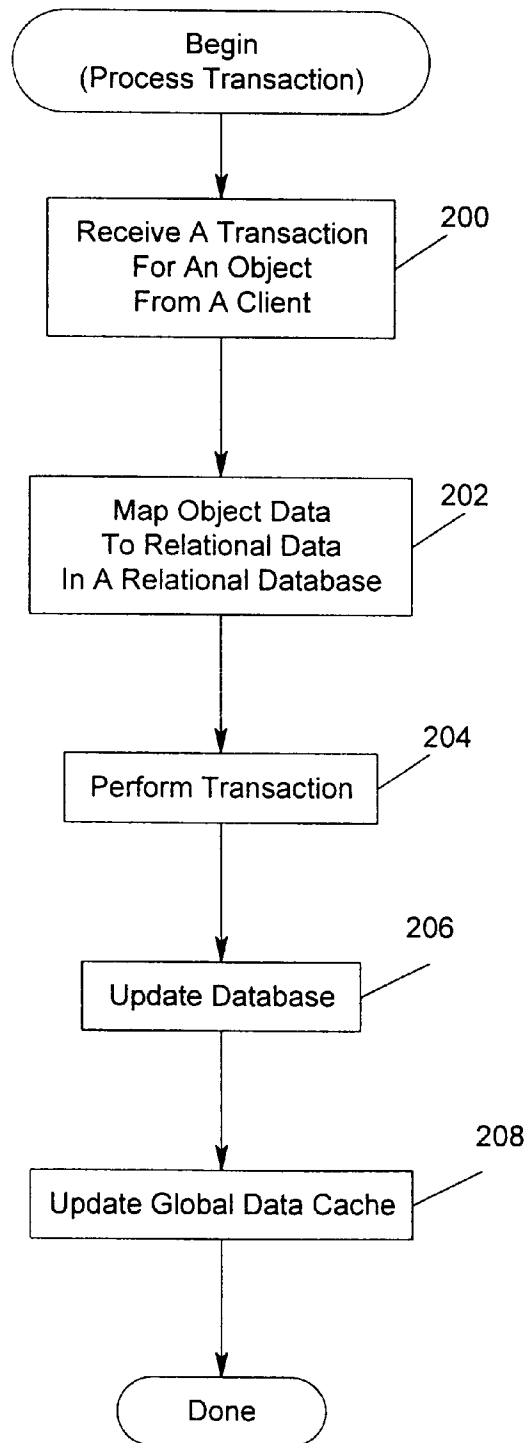 Begin
(Process Transaction)
200
Receive A Transaction
For An Object
From A Client
202
Map Object Data
To Relational Data
In A Relational Database
204
Perform Transaction
206
Update Database
208
Update Global Data Cache
Done